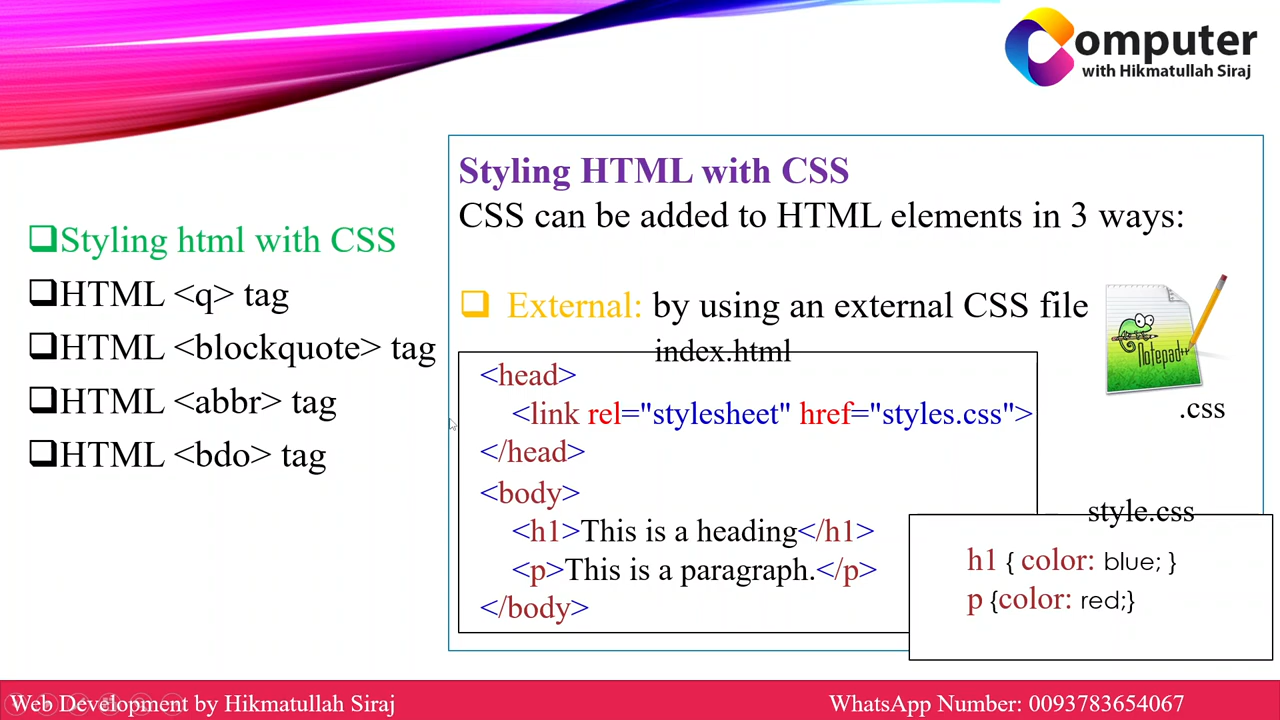 Computer
with Hikmatullah Siraj
Styling html with CSS
HTML <q> tag
HTML <blockquote> tag
HTML <abbr> tag
HTML <bdo> tag
Styling HTML with CSS
CSS can be added to HTML elements in 3 ways:
External: by using an external CSS file
index.html
<head>
<link rel="stylesheet" href="styles.css">
</head>
<body>
<h1>This is a heading</h1>
<p>This is a paragraph.</p>
</body>
Notepad++
.css
style.css
h1 { color: blue; }
p {color: red;}
Web Development by Hikmatullah Siraj
WhatsApp Number: 0093783654067